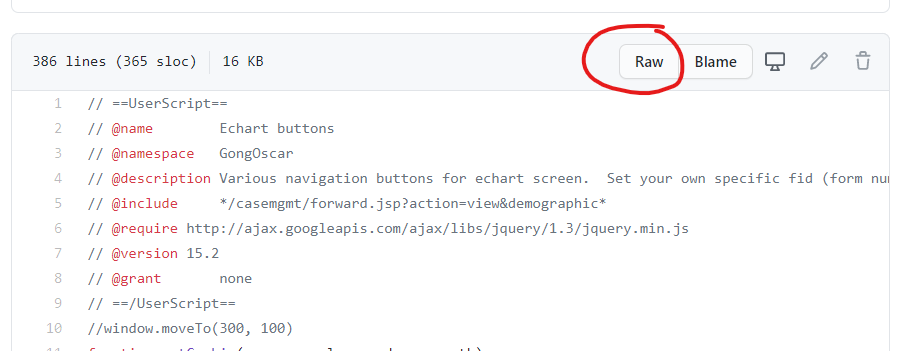 386 lines (365 sloc) 16 KB Raw Blame
1 // ==UserScript==
2 // @name Echart buttons
3 // @namespace GongOscar
4 // @description Various navigation buttons for echart screen. Set your own specific fid (form nu
5 // @include */casemgmt/forward.jsp?action=view&demographic*
6 // @require http://ajax.googleapis.com/ajax/libs/jquery/1.3/jquery.min.js
7 // @version 15.2
8 // @grant none
9 // ==/UserScript==
10 //window.moveTo(300, 100)